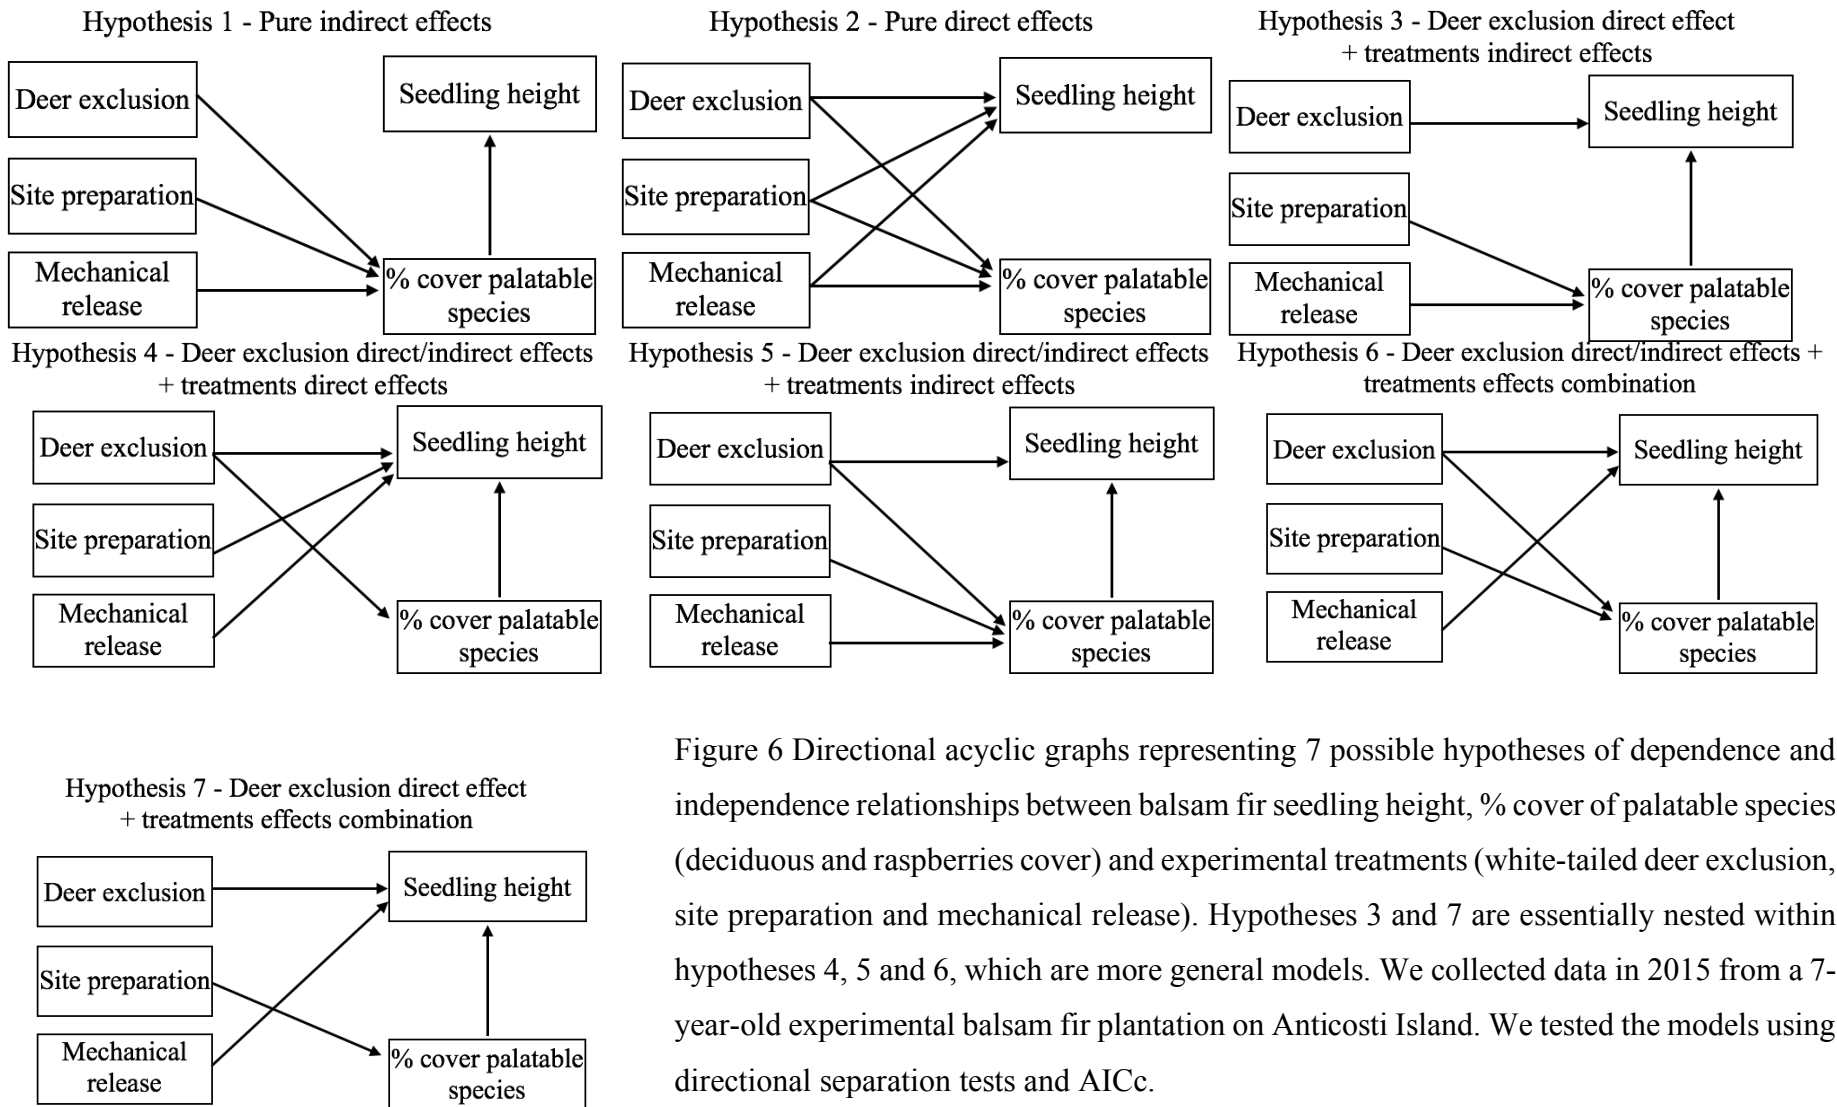 Hypothesis 1 - Pure indirect effects
Deer exclusion
Seedling height
Site preparation
Mechanical
release
% cover palatable
species
Hypothesis 2 - Pure direct effects
Deer exclusion
Seedling height
Site preparation
Mechanical
release
% cover palatable
species
Hypothesis 3 - Deer exclusion direct effect
+ treatments indirect effects
Deer exclusion
Seedling height
Site preparation
Mechanical
release
% cover palatable
species
Hypothesis 4 - Deer exclusion direct/indirect effects
+ treatments direct effects
Deer exclusion
Seedling height
Site preparation
Mechanical
release
% cover palatable
species
Hypothesis 5 - Deer exclusion direct/indirect effects
+ treatments indirect effects
Deer exclusion
Seedling height
Site preparation
Mechanical
release
% cover palatable
species
Hypothesis 6 - Deer exclusion direct/indirect effects +
treatments effects combination
Deer exclusion
Seedling height
Site preparation
Mechanical
release
% cover palatable
species
Hypothesis 7 - Deer exclusion direct effect
+ treatments effects combination
Deer exclusion
Seedling height
Site preparation
Mechanical
release
% cover palatable
species
Figure 6 Directional acyclic graphs representing 7 possible hypotheses of dependence and
independence relationships between balsam fir seedling height, % cover of palatable species
(deciduous and raspberries cover) and experimental treatments (white-tailed deer exclusion,
site preparation and mechanical release). Hypotheses 3 and 7 are essentially nested within
hypotheses 4, 5 and 6, which are more general models. We collected data in 2015 from a 7-
year-old experimental balsam fir plantation on Anticosti Island. We tested the models using
directional separation tests and AICc.